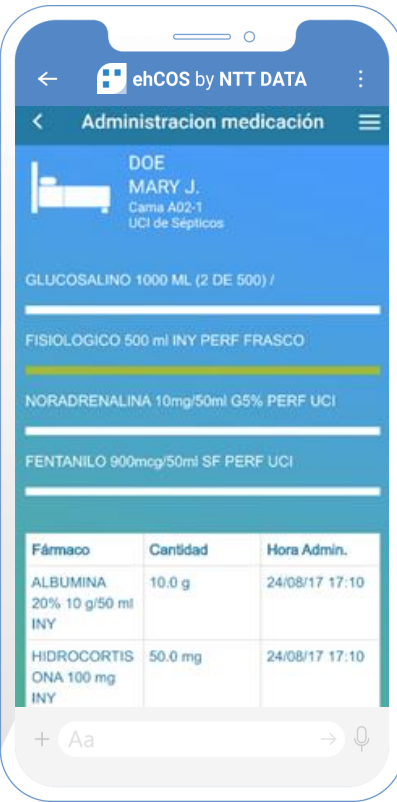 ehCOS by NTT DATA
Administracion medicación
DOE
MARY J.
Cama A02-1
UCI de Sépticos
GLUCOSALINO 1000 ML (2 DE 500) /
FISIOLOGICO 500 ml INY PERF FRASCO
NORADRENALINA 10mg/50ml G5% PERF UCI
FENTANILO 900mcg/50ml SF PERF UCI
Fármaco Cantidad Hora Admin.
ALBUMINA 10.0 g 24/08/17 17:10
20% 10 g/50 ml
INY
HIDROCORTIS 50.0 mg 24/08/17 17:10
ONA 100 mg
INY
Aa